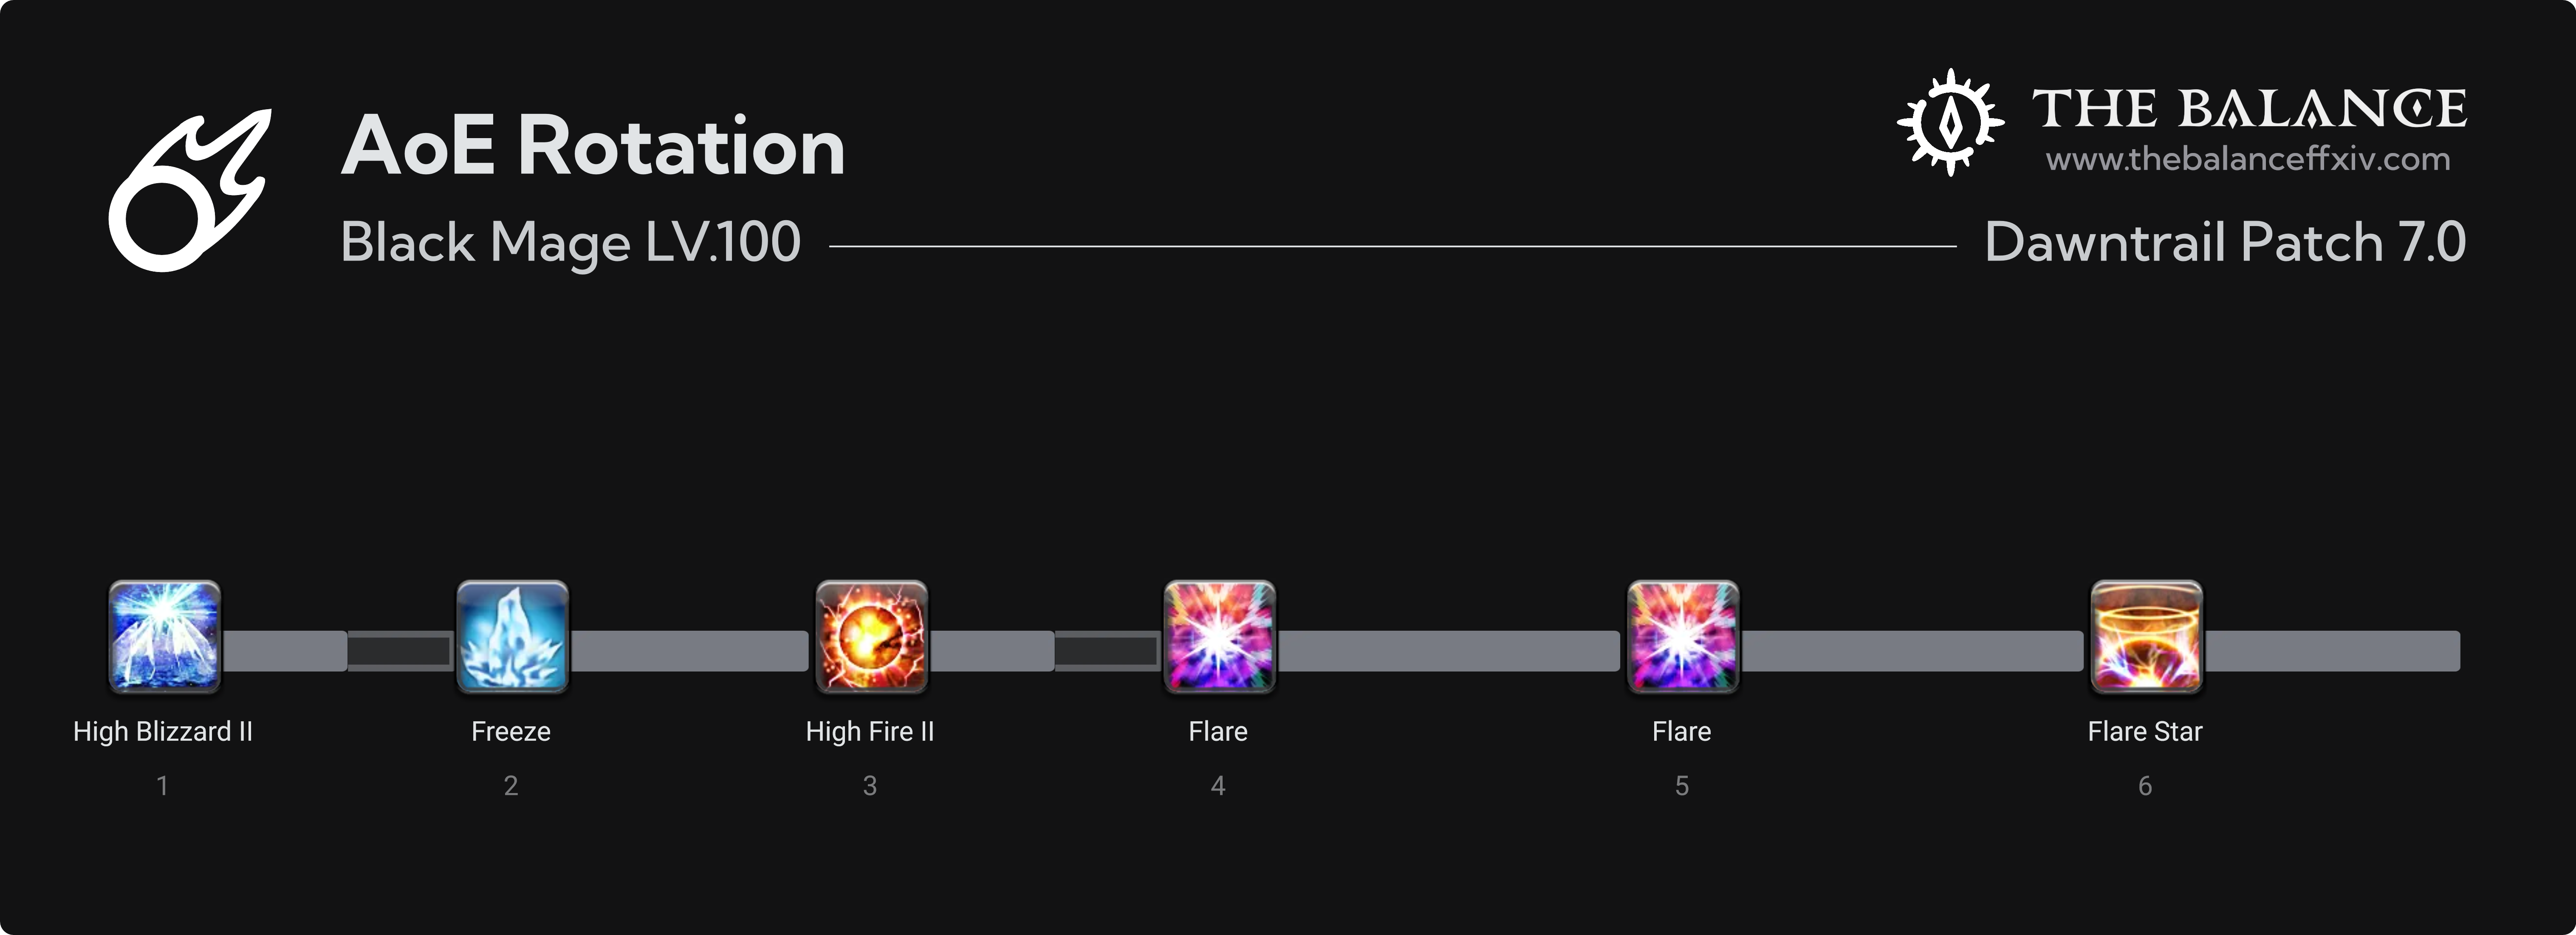 AoE Rotation
THE BALANCE
www.thebalanceffxiv.com
Black Mage LV.100
Dawntrail Patch 7.0
High Blizzard II
Freeze
High Fire II
Flare
Flare
Flare Star
1
2
3
4
5
6